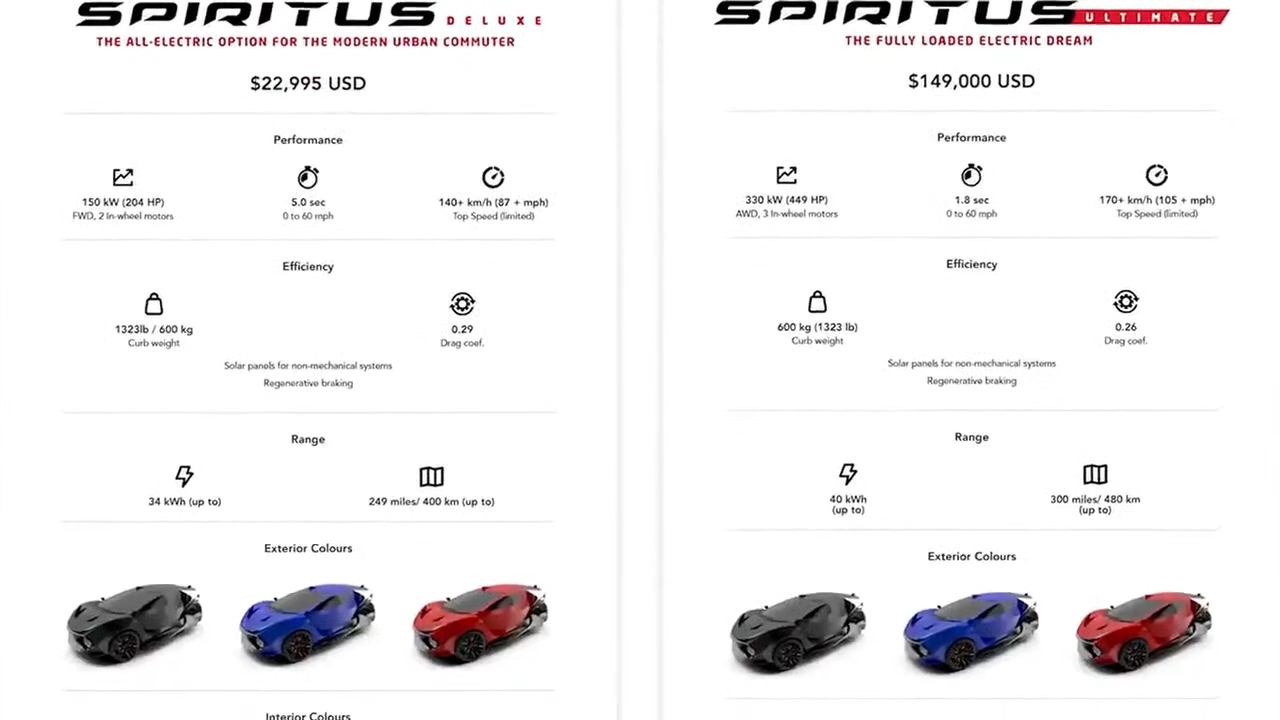 SPIRITUS DELUXE
THE ALL-ELECTRIC OPTION FOR THE MODERN URBAN COMMUTER
$22,995 USD
Performance
150 kW (204 HP)
FWD, 2 In-wheel motors
5.0 sec
0 to 60 mph
140+ km/h (87 + mph)
Top Speed (limited)
Efficiency
1323lb / 600 kg
Curb weight
0.29
Drag coef.
Solar panels for non-mechanical systems
Regenerative braking
Range
34 kWh (up to)
249 miles/ 400 km (up to)
Exterior Colours
Interior Colours
SPIRITUS ULTIMATE
THE FULLY LOADED ELECTRIC DREAM
$149,000 USD
Performance
330 kW (449 HP)
AWD, 3 In-wheel motors
1.8 sec
0 to 60 mph
170+ km/h (105 + mph)
Top Speed (limited)
Efficiency
600 kg (1323 lb)
Curb weight
0.26
Drag coef.
Solar panels for non-mechanical systems
Regenerative braking
Range
40 kWh
(up to)
300 miles/ 480 km
(up to)
Exterior Colours